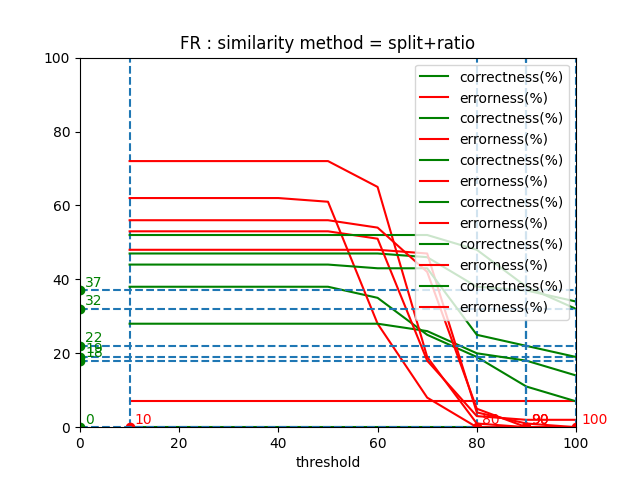 FR : similarity method = split+ratio
100
80
60
40
20
0
correctness(%)
errorness(%)
correctness(%)
errorness(%)
correctness(%)
errorness(%)
correctness(%)
errorness(%)
correctness(%)
errorness(%)
correctness(%)
errorness(%)
37
32
22
18
0
10
80
90
100
0
20
40
60
80
100
threshold